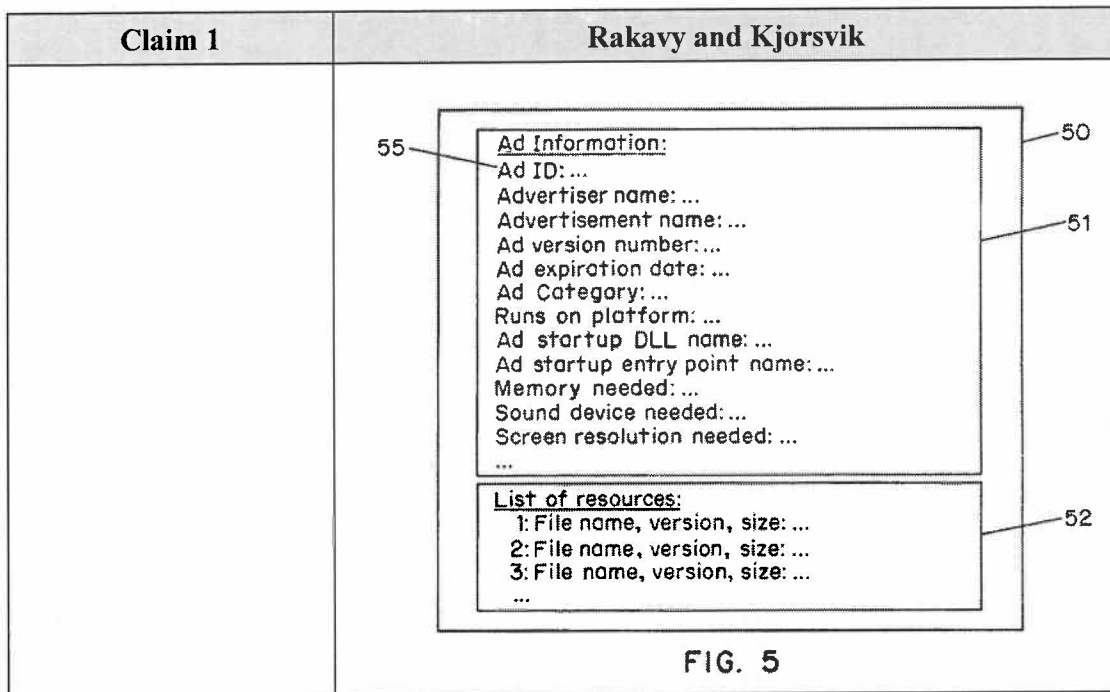 Claim 1
Rakavy and Kjorsvik
50
55
Ad Information:
Ad ID: ...
Advertiser name: ...
Advertisement name: ...
51
Ad version number: ...
Ad expiration date: ...
Ad Category: ...
Runs on platform: ...
Ad startup DLL name: ...
Ad startup entry point name: ...
Memory needed: ...
Sound device needed: ...
Screen resolution needed: ...
...
List of resources:
1: File name, version, size: ...
52
2: File name, version, size: ...
3: File name, version, size: ...
...
FIG. 5